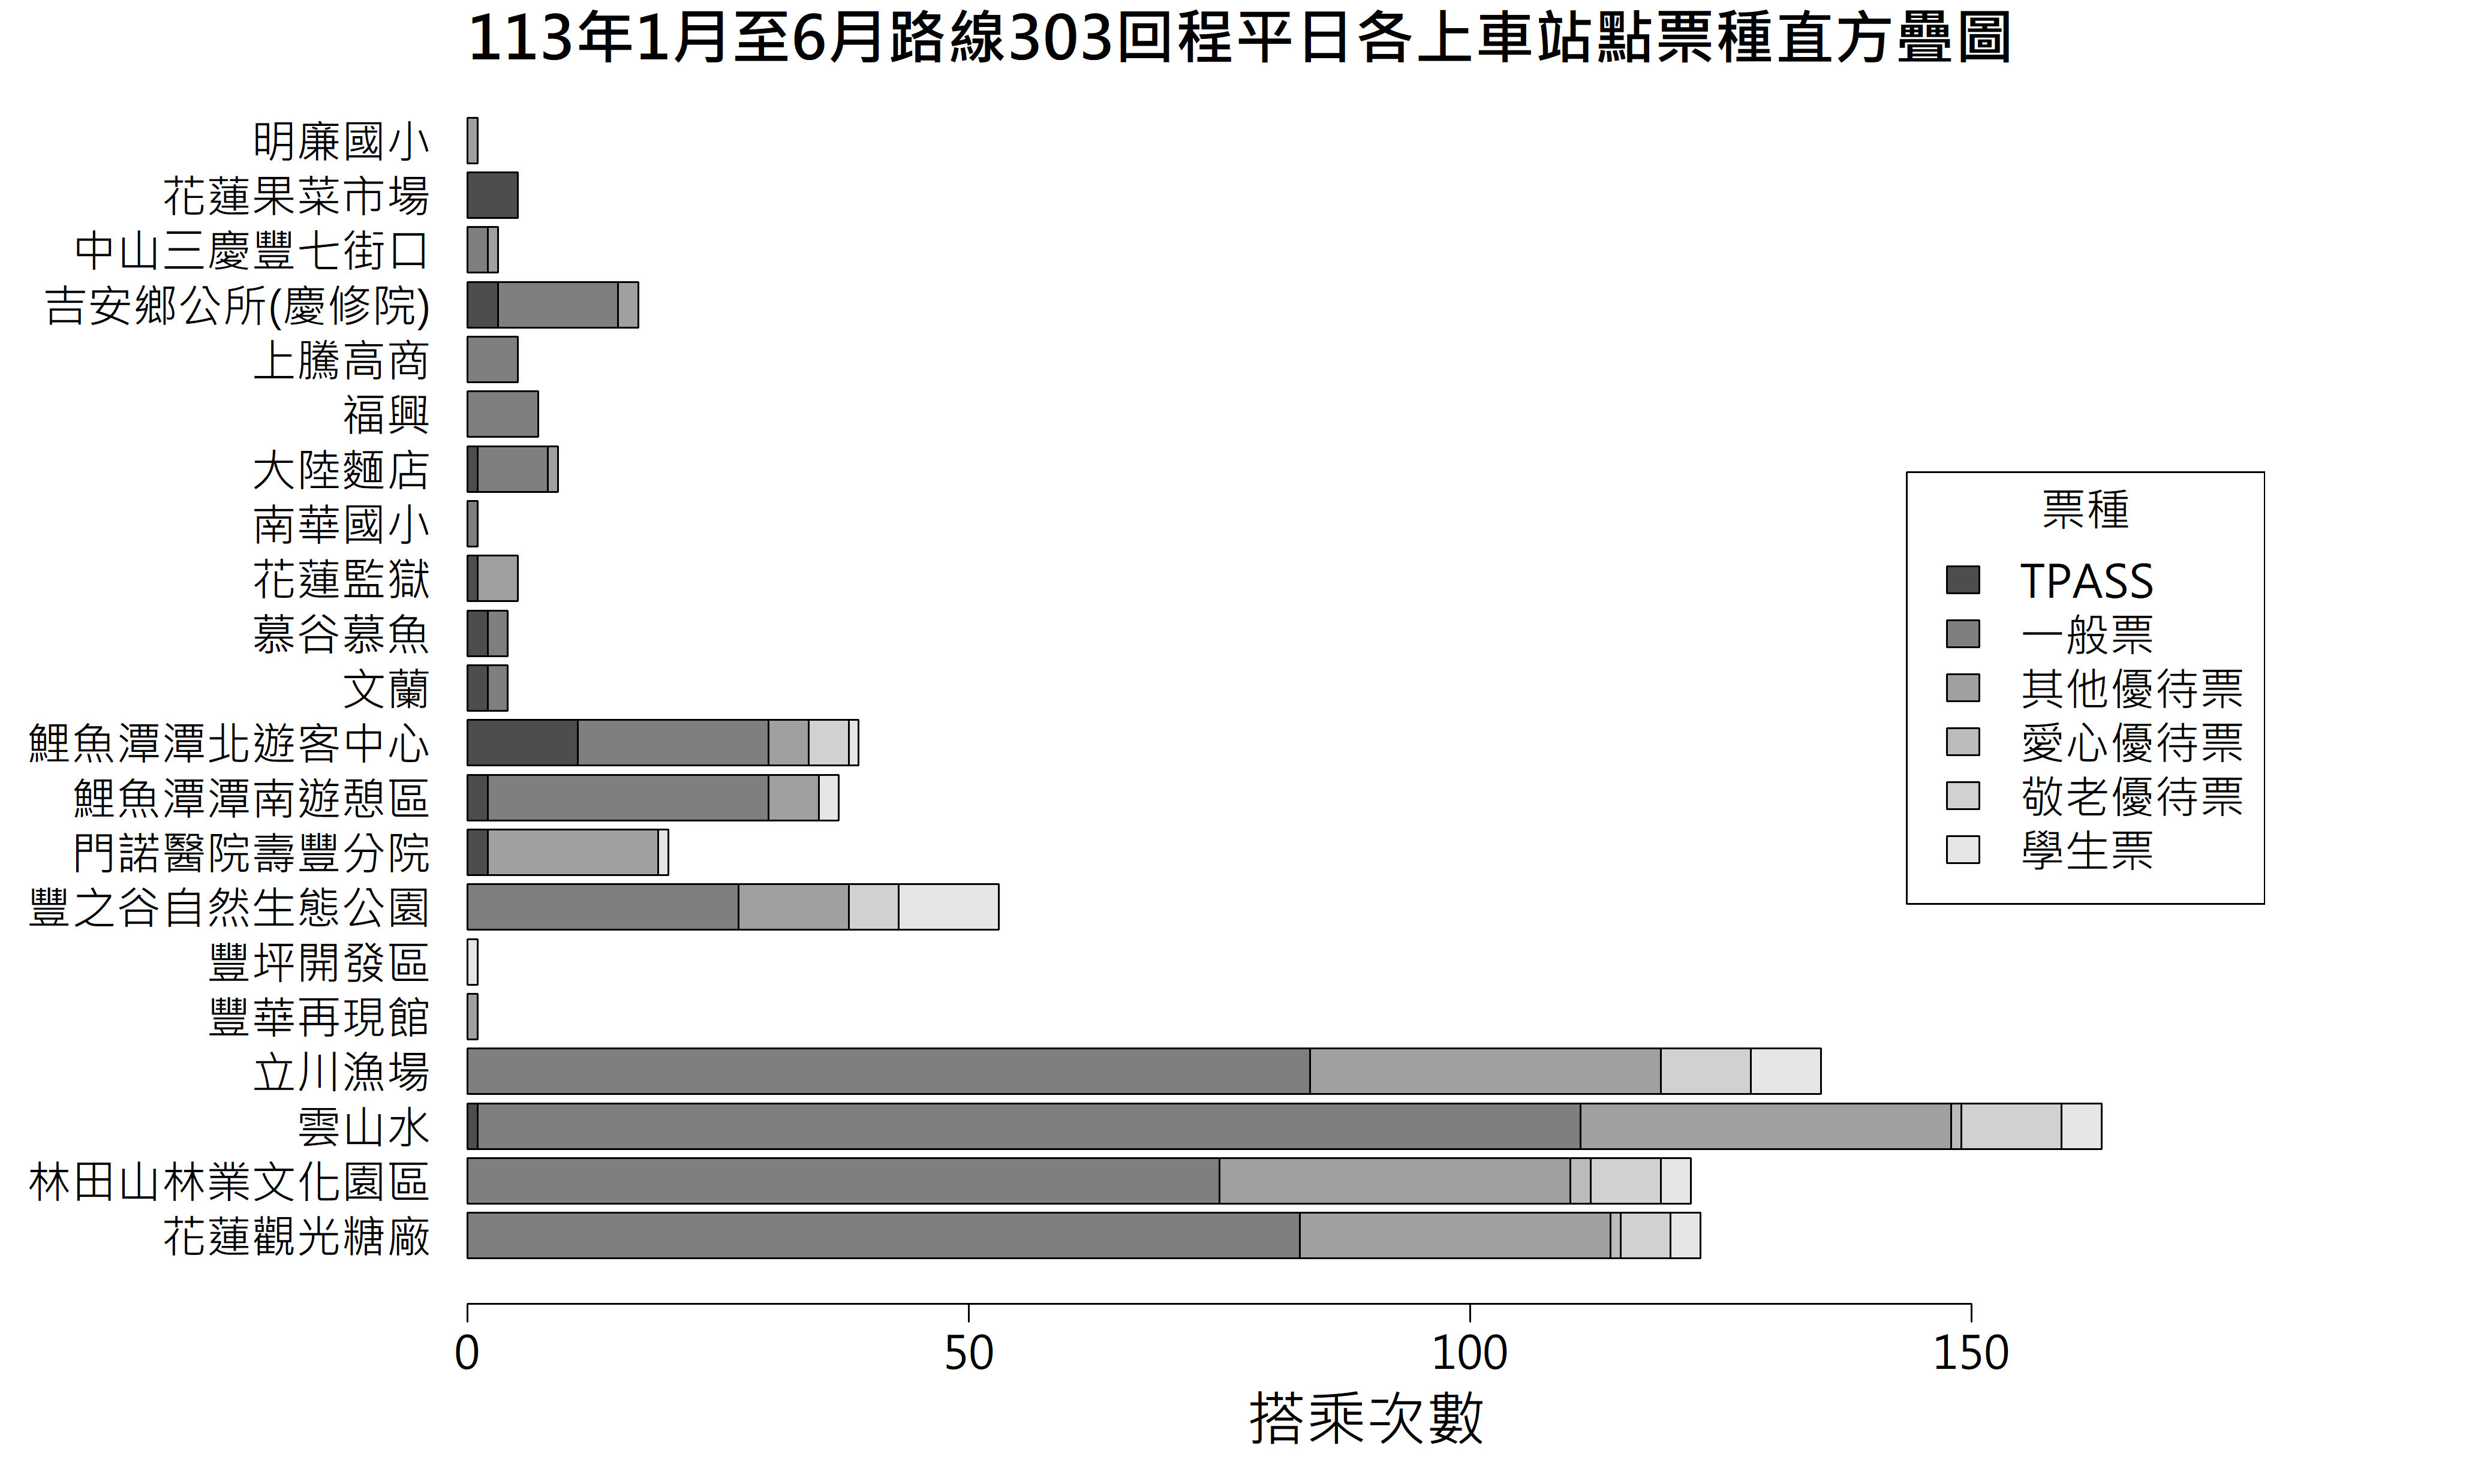 113年1月至6月路線303回程平日各上車站點票種直方疊圖
明廉國小
花蓮果菜市場
中山三慶豐七街口
吉安鄉公所(慶修院)
上騰高商
福興
大陸麵店
南華國小
花蓮監獄
慕谷慕魚
文蘭
鯉魚潭潭北遊客中心
鯉魚潭潭南遊憩區
門諾醫院壽豐分院
豐之谷自然生態公園
豐坪開發區
豐華再現館
立川漁場
雲山水
林田山林業文化園區
花蓮觀光糖廠
票種
TPASS
一般票
其他優待票
愛心優待票
敬老優待票
學生票
0 50 100 150
搭乘次數